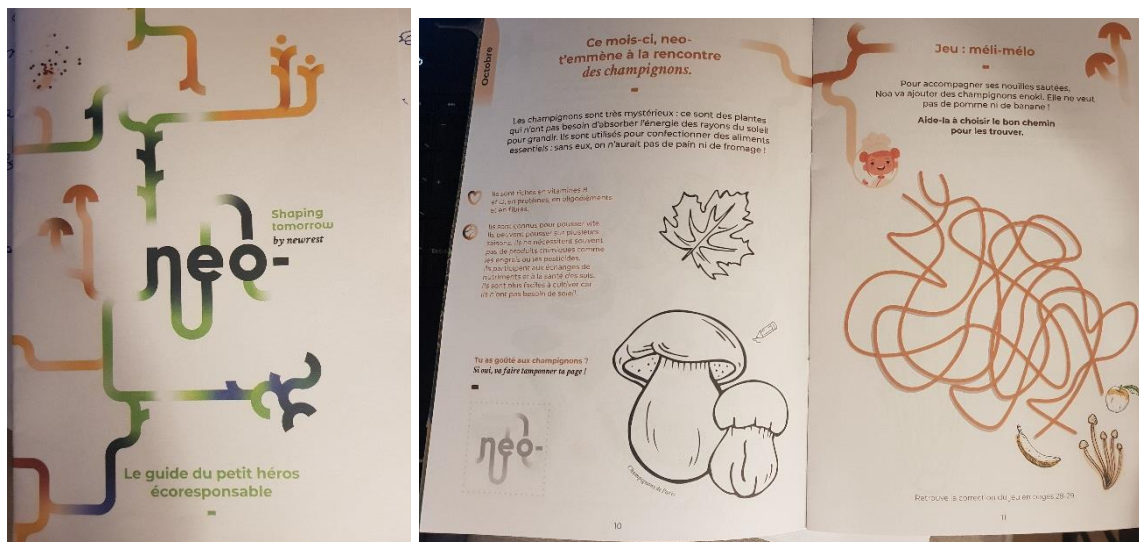 Shaping
tomorrow
by newrest
neo-
Le guide du petit héros
écoresponsable
Octobre
Ce mois-ci, neo-
t'emmène à la rencontre
des champignons.
Les champignons sont très mystérieux : ce sont des plantes
qui n'ont pas besoin d'absorber l'énergie des rayons du soleil
pour grandir. Ils sont utilisés pour confectionner des aliments
essentiels : sans eux, on n'aurait pas de pain ni de fromage !
Ils sont riches en vitamines B
et D, en protéines, en oligoéléments
et en fibres.
Ils sont connus pour pousser vite.
Ils peuvent pousser sur plusieurs
saisons. Ils ne nécessitent souvent
pas de produits chimiques comme
les engrais ou les pesticides.
Ils participent aux échanges de
nutriments et à la santé des sols.
Ils sont plus faciles à cultiver car
ils n'ont pas besoin de soleil.
Tu as goûté aux champignons ?
Si oui, va faire tamponner ta page !
neo-
Champignons de Paris
10
Jeu : méli-mélo
Pour accompagner ses nouilles sautées,
Noa va ajouter des champignons enoki. Elle ne veut
pas de pomme ni de banane !
Aide-la à choisir le bon chemin
pour les trouver.
Retrouve la correction du jeu en pages 28-29
11